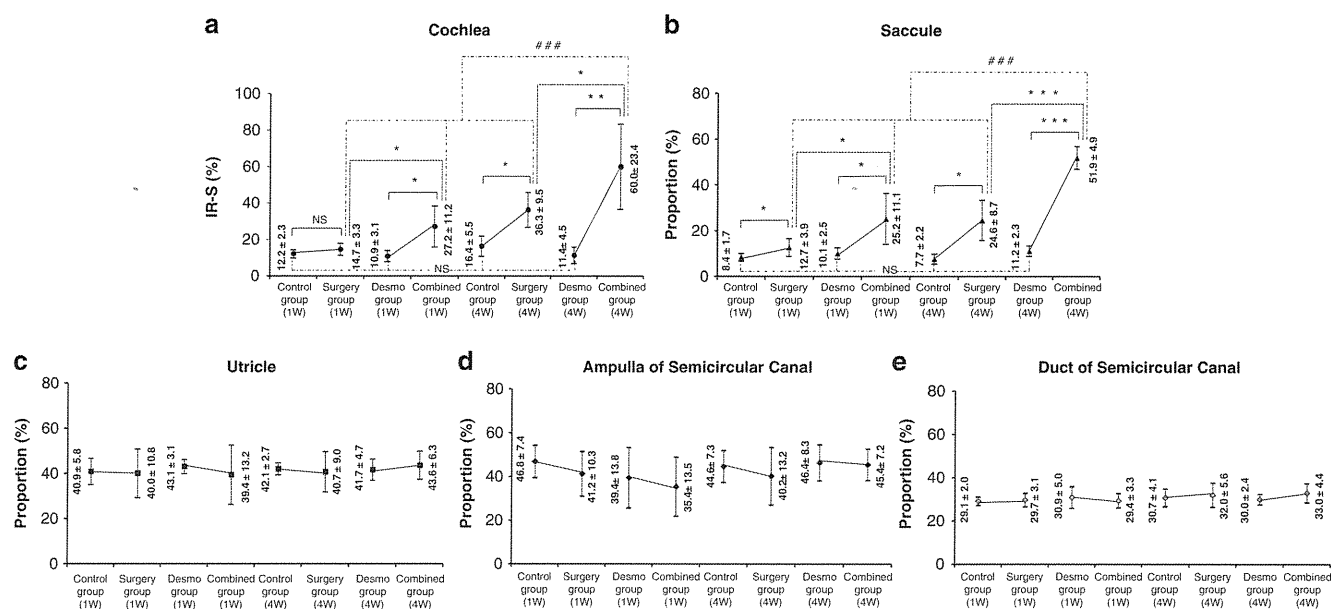 a
Cochlea
IR-S (%)
100
80
60
40
20
0
###
*
**
*
*
*
NS
NS
12.2 ± 2.3
14.7 ± 3.3
10.9 ± 3.1
27.2 ± 11.2
16.4 ± 5.5
36.3 ± 9.5
11.4± 4.5
60.0± 23.4
Control group (1W)
Surgery group (1W)
Desmo group (1W)
Combined group (1W)
Control group (4W)
Surgery group (4W)
Desmo group (4W)
Combined group (4W)
b
Saccule
Proportion (%)
80
60
40
20
0
###
***
***
*
*
*
*
NS
8.4 ± 1.7
12.7 ± 3.9
10.1 ± 2.5
25.2 ± 11.1
7.7 ± 2.2
24.6 ± 8.7
11.2 ± 2.3
51.9 ± 4.9
Control group (1W)
Surgery group (1W)
Desmo group (1W)
Combined group (1W)
Control group (4W)
Surgery group (4W)
Desmo group (4W)
Combined group (4W)
c
Utricle
Proportion (%)
80
60
40
20
0
40.9 ± 5.8
40.0 ± 10.8
43.1 ± 3.1
39.4 ± 13.2
42.1 ± 2.7
40.7 ± 9.0
41.7 ± 4.7
43.6 ± 6.3
Control group (1W)
Surgery group (1W)
Desmo group (1W)
Combined group (1W)
Control group (4W)
Surgery group (4W)
Desmo group (4W)
Combined group (4W)
d
Ampulla of Semicircular Canal
80
60
40
20
0
46.8 ± 7.4
41.2 ± 10.3
39.4± 13.8
35.4± 13.5
44.6± 7.3
40.2± 13.2
46.4± 8.3
45.4± 7.2
Control group (1W)
Surgery group (1W)
Desmo group (1W)
Combined group (1W)
Control group (4W)
Surgery group (4W)
Desmo group (4W)
Combined group (4W)
e
Duct of Semicircular Canal
Proportion (%)
80
60
40
20
0
29.1 ± 2.0
29.7 ± 3.1
30.9 ± 5.0
29.4 ± 3.3
30.7 ± 4.1
32.0 ± 5.6
30.0 ± 2.4
33.0 ± 4.4
Control group (1W)
Surgery group (1W)
Desmo group (1W)
Combined group (1W)
Control group (4W)
Surgery group (4W)
Desmo group (4W)
Combined group (4W)